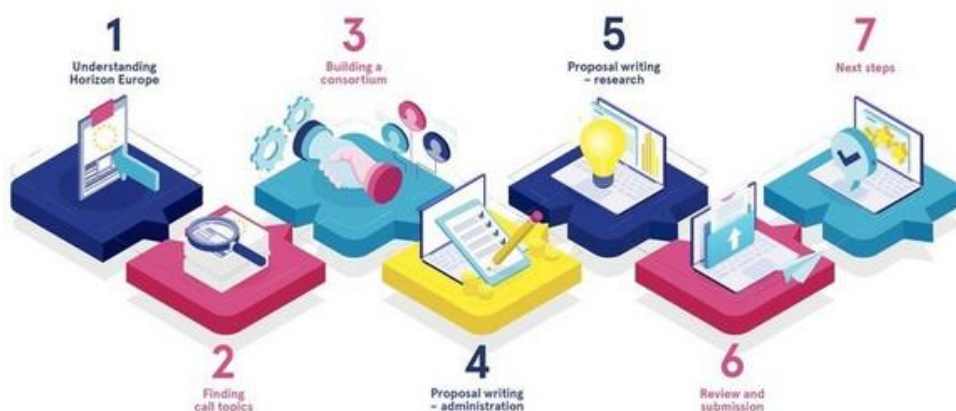 1
Understanding
Horizon Europe
2
Finding
call topics
3
Building a
consortium
4
Proposal writing
– administration
5
Proposal writing
– research
6
Review and
submission
7
Next steps